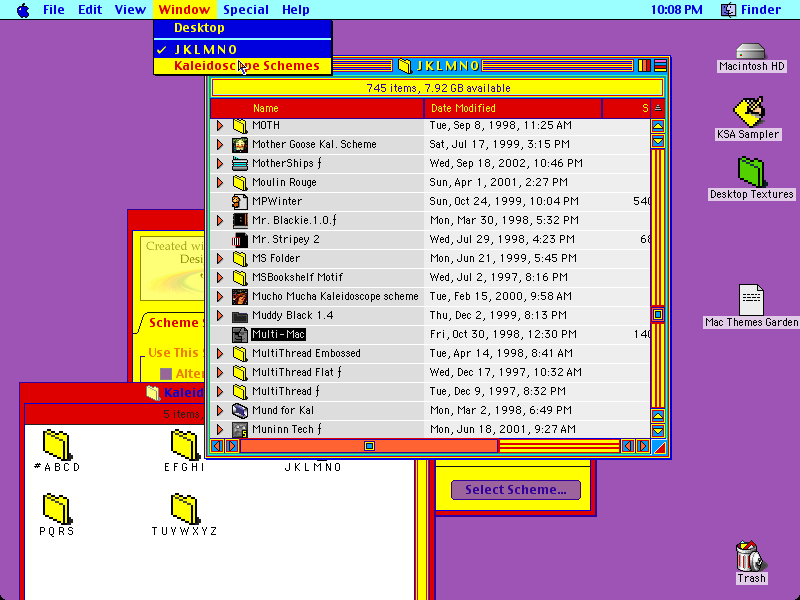 File Edit View Window Special Help 10:08 PM Finder
Desktop
✓ J K L M N O
Kaleidoscope Schemes
J K L M N O
745 items, 7.92 GB available
Name Date Modified S
MOTH Tue, Sep 8, 1998, 11:25 AM
Mother Goose Kal. Scheme Sat, Jul 17, 1999, 3:15 PM
MotherShips ƒ Wed, Sep 18, 2002, 10:46 PM
Moulin Rouge Sun, Apr 1, 2001, 2:27 PM
MPWinter Sun, Oct 24, 1999, 10:04 PM 540
Mr. Blackie.1.0.ƒ Mon, Mar 30, 1998, 5:32 PM
Mr. Stripey 2 Wed, Jul 29, 1998, 4:23 PM 68
MS Folder Mon, Jun 21, 1999, 5:45 PM
MSBookshelf Motif Wed, Jul 2, 1997, 8:16 PM
Mucho Mucha Kaleidoscope scheme Tue, Feb 15, 2000, 9:58 AM
Muddy Black 1.4 Thu, Dec 2, 1999, 8:13 PM
Multi-Mac Fri, Oct 30, 1998, 12:30 PM 140
MultiThread Embossed Tue, Apr 14, 1998, 8:41 AM
MultiThread Flat ƒ Wed, Dec 17, 1997, 10:32 AM
MultiThread ƒ Tue, Dec 9, 1997, 8:32 PM
Mund for Kal Mon, Mar 2, 1998, 6:49 PM
Muninn Tech ƒ Mon, Jun 18, 2001, 9:27 AM
Created wi
Desi
Scheme S
Use This S
Alter
Select Scheme...
Kaleid
5 items,
#A B C D
E F G H I
J K L M N O
P Q R S
T U V W X Y Z
Macintosh HD
KSA Sampler
Desktop Textures
Mac Themes Garden
Trash